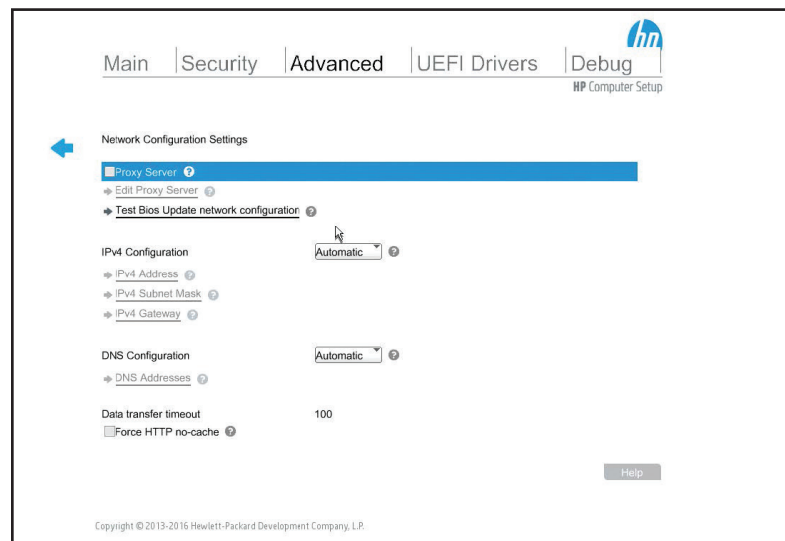 hp
Main Security Advanced UEFI Drivers Debug
HP Computer Setup
Network Configuration Settings
Proxy Server ?
Edit Proxy Server ?
Test Bios Update network configuration ?
IPv4 Configuration Automatic ?
IPv4 Address ?
IPv4 Subnet Mask ?
IPv4 Gateway ?
DNS Configuration Automatic ?
DNS Addresses ?
Data transfer timeout 100
Force HTTP no-cache ?
Help
Copyright © 2013-2016 Hewlett-Packard Development Company, L.P.